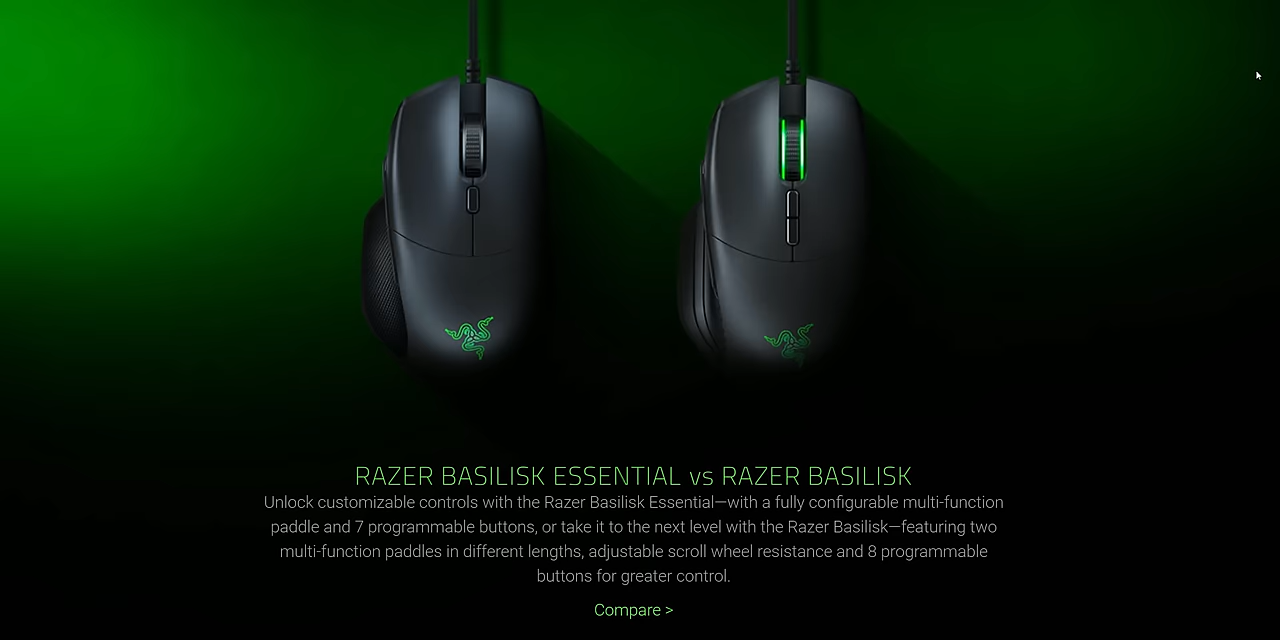 RAZER BASILISK ESSENTIAL vs RAZER BASILISK
Unlock customizable controls with the Razer Basilisk Essential—with a fully configurable multi-function
paddle and 7 programmable buttons, or take it to the next level with the Razer Basilisk—featuring two
multi-function paddles in different lengths, adjustable scroll wheel resistance and 8 programmable
buttons for greater control.
Compare >